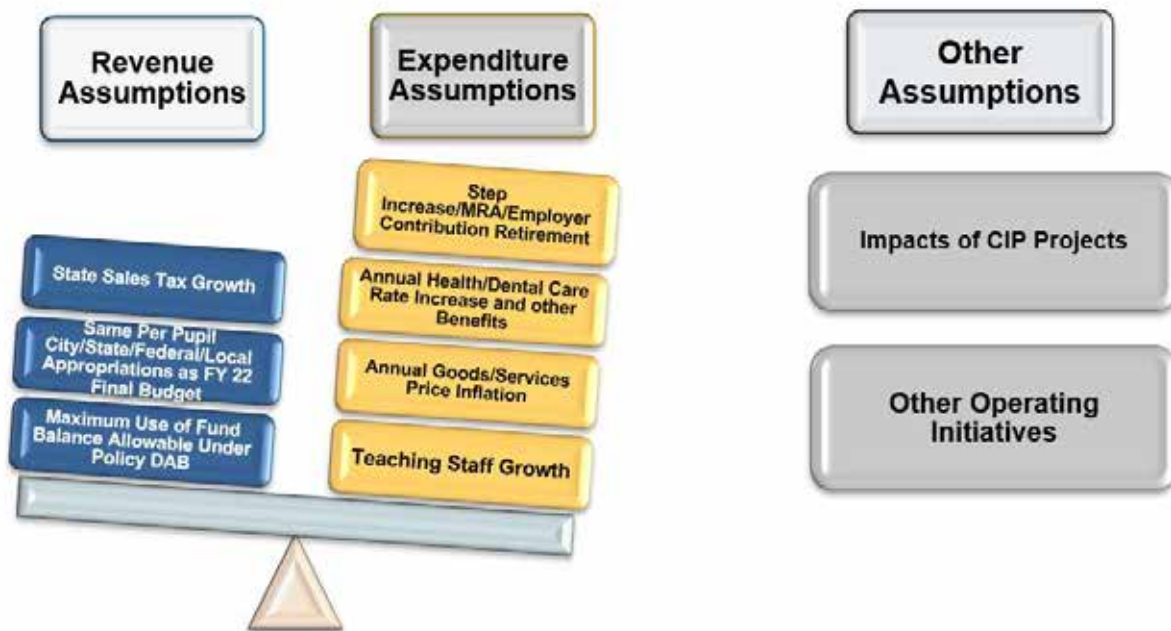 Revenue
Assumptions
Expenditure
Assumptions
Other
Assumptions
State Sales Tax Growth
Same Per Pupil
City/State/Federal/Local
Appropriations as FY 22
Final Budget
Maximum Use of Fund
Balance Allowable Under
Policy DAB
Step
Increase/MRA/Employer
Contribution Retirement
Annual Health/Dental Care
Rate Increase and other
Benefits
Annual Goods/Services
Price Inflation
Teaching Staff Growth
Impacts of CIP Projects
Other Operating
Initiatives